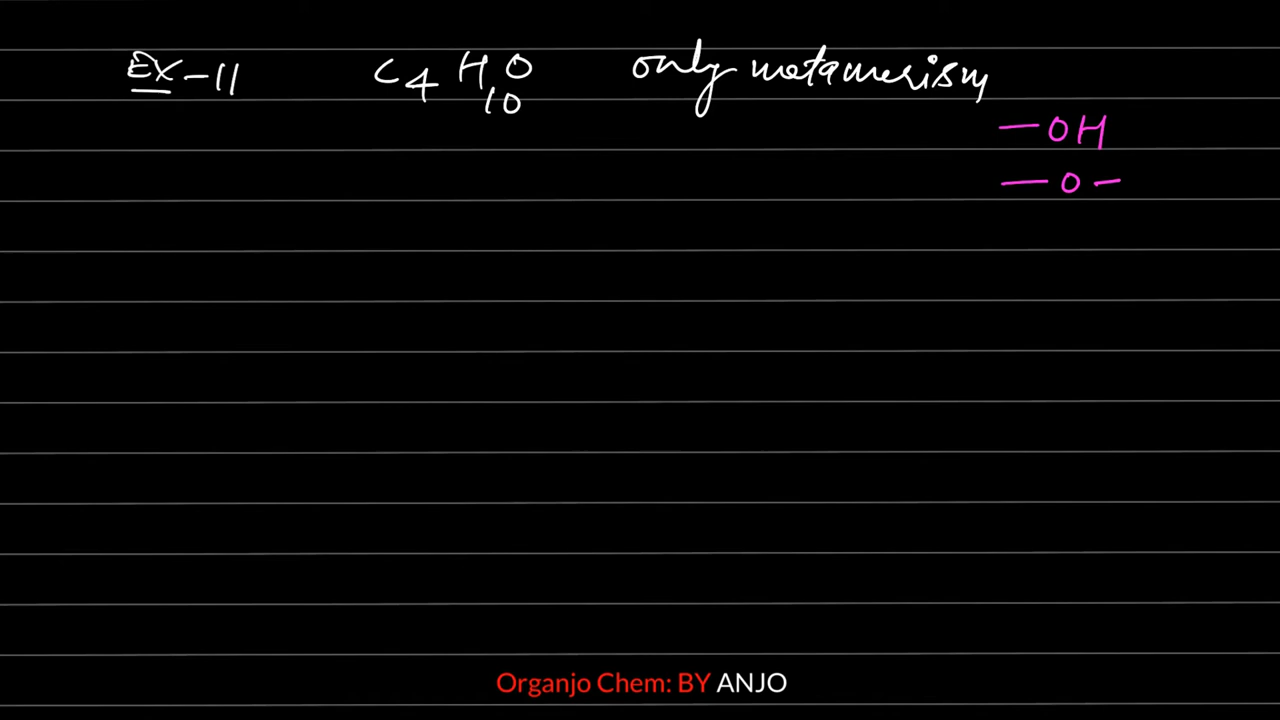 Ex-11 C4H10O only metamerism
—OH
—O—
Organjo Chem: BY ANJO